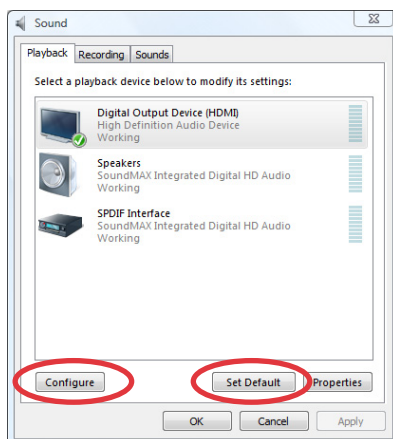 Sound
Playback Recording Sounds
Select a playback device below to modify its settings:
Digital Output Device (HDMI)
High Definition Audio Device
Working
Speakers
SoundMAX Integrated Digital HD Audio
Working
SPDIF Interface
SoundMAX Integrated Digital HD Audio
Working
Configure Set Default Properties
OK Cancel Apply